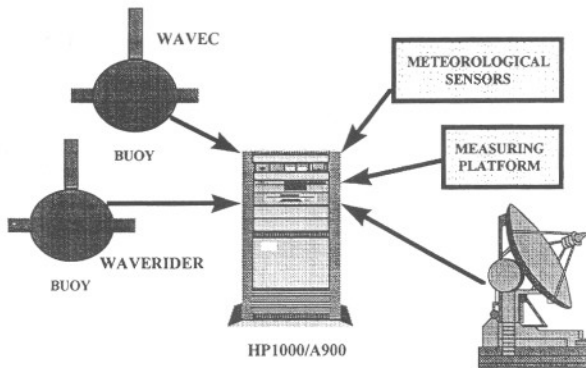 WAVEC
BUOY
WAVERIDER
BUOY
METEOROLOGICAL
SENSORS
MEASURING
PLATFORM
HP1000/A900